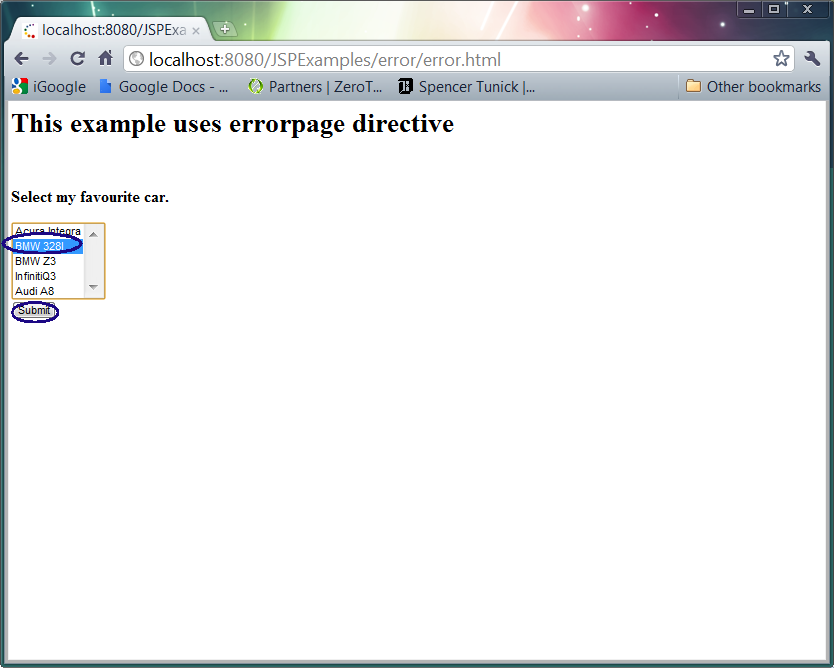 localhost:8080/JSPExa
localhost:8080/JSPExamples/error/error.html
iGoogle Google Docs - ... Partners | ZeroT... Spencer Tunick |... Other bookmarks
This example uses errorpage directive
Select my favourite car.
Acura Integra
BMW 328I
BMW Z3
InfinitiQ3
Audi A8
Submit